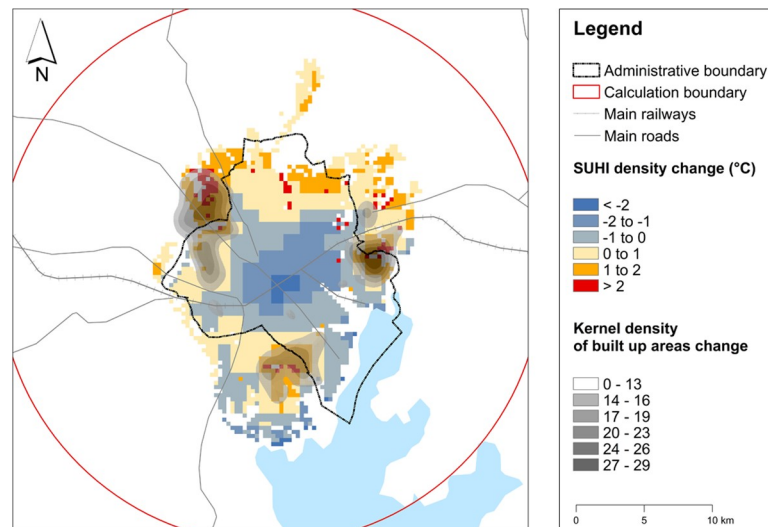 N
Legend
Administrative boundary
Calculation boundary
Main railways
Main roads
SUHI density change (°C)
< -2
-2 to -1
-1 to 0
0 to 1
1 to 2
> 2
Kernel density
of built up areas change
0 - 13
14 - 16
17 - 19
20 - 23
24 - 26
27 - 29
0 5 10 km